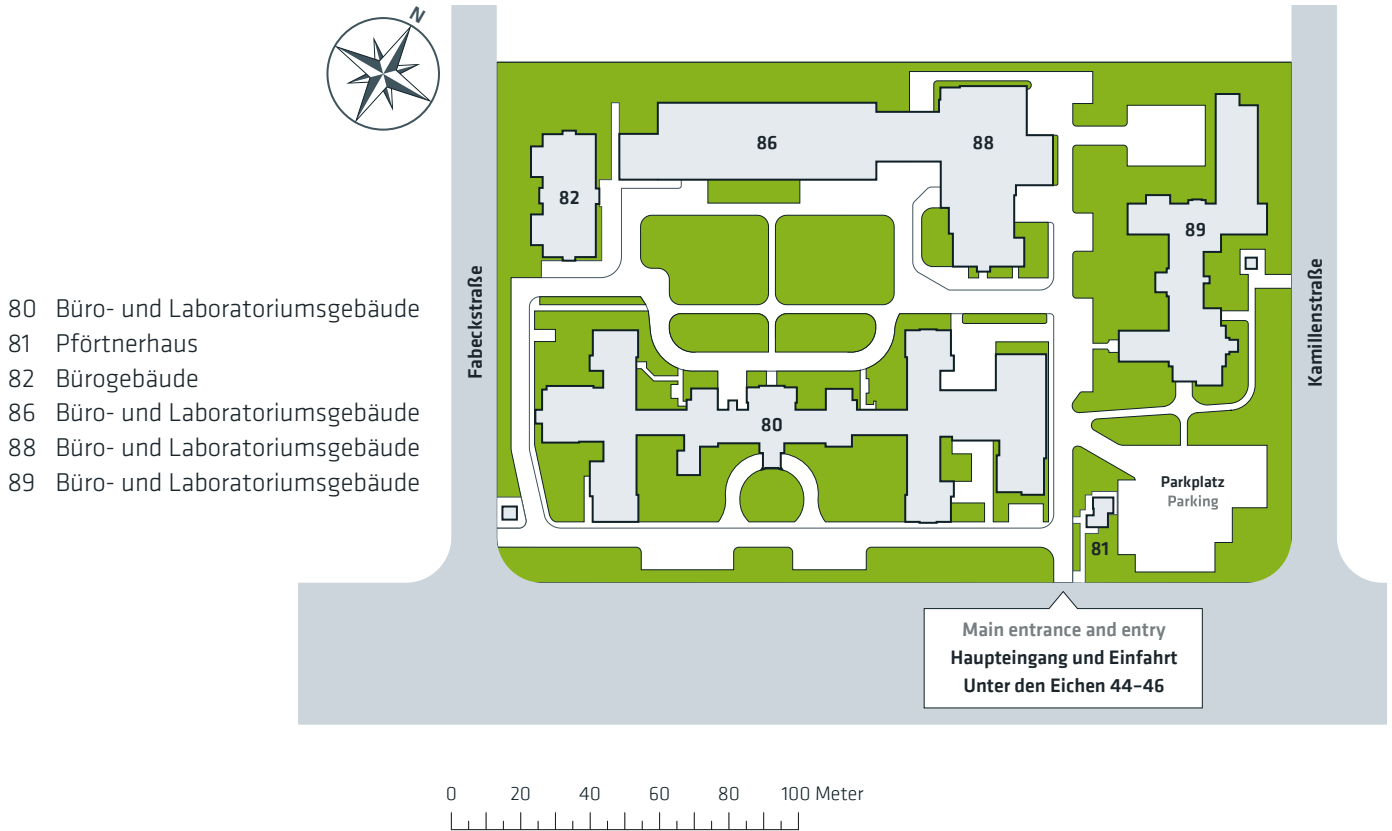 N
86
88
82
89
Fabeckstraße
Kamillenstraße
80 Büro- und Laboratoriumsgebäude
81 Pförtnerhaus
82 Bürogebäude
86 Büro- und Laboratoriumsgebäude
88 Büro- und Laboratoriumsgebäude
89 Büro- und Laboratoriumsgebäude
80
Parkplatz
Parking
81
Main entrance and entry
Haupteingang und Einfahrt
Unter den Eichen 44–46
0 20 40 60 80 100 Meter